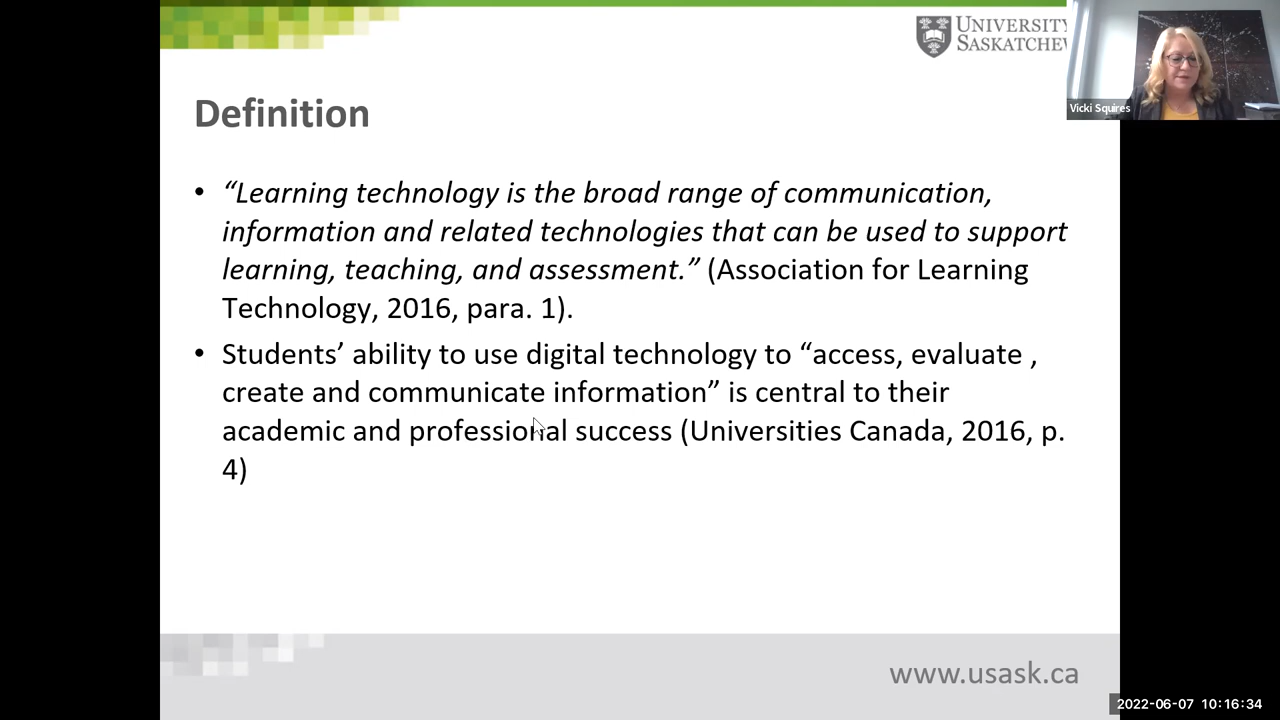 UNIVERSITY
SASKATCHEW
Vicki Squires
Definition
• “Learning technology is the broad range of communication,
information and related technologies that can be used to support
learning, teaching, and assessment.” (Association for Learning
Technology, 2016, para. 1).
• Students’ ability to use digital technology to “access, evaluate ,
create and communicate information” is central to their
academic and professional success (Universities Canada, 2016, p.
4)
www.usask.ca
2022-06-07 10:16:34